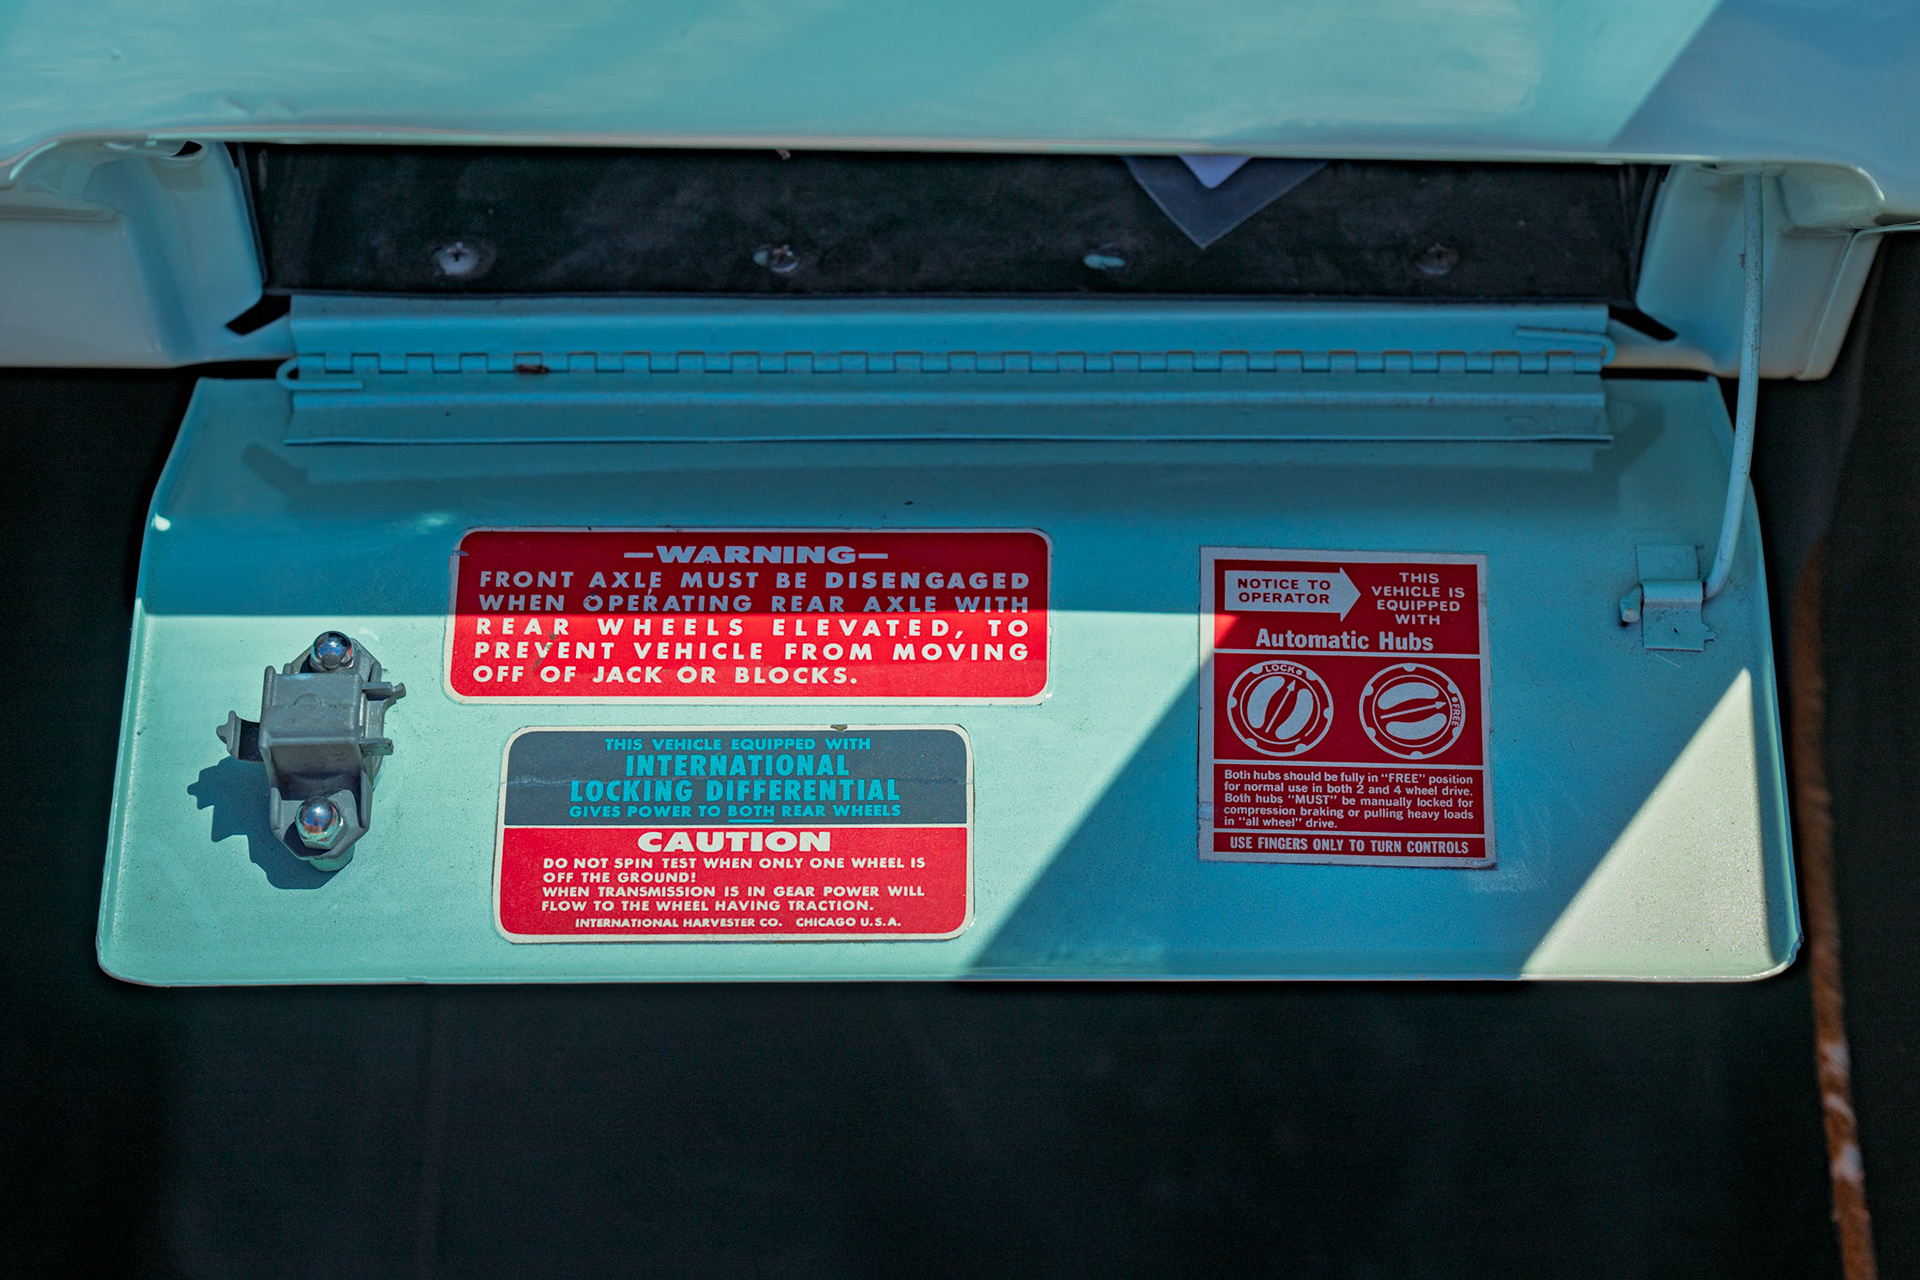 —WARNING—
FRONT AXLE MUST BE DISENGAGED
WHEN OPERATING REAR AXLE WITH
REAR WHEELS ELEVATED, TO
PREVENT VEHICLE FROM MOVING
OFF OF JACK OR BLOCKS.
THIS VEHICLE EQUIPPED WITH
INTERNATIONAL
LOCKING DIFFERENTIAL
GIVES POWER TO BOTH REAR WHEELS
CAUTION
DO NOT SPIN TEST WHEN ONLY ONE WHEEL IS
OFF THE GROUND!
WHEN TRANSMISSION IS IN GEAR POWER WILL
FLOW TO THE WHEEL HAVING TRACTION.
INTERNATIONAL HARVESTER CO. CHICAGO U.S.A.
NOTICE TO
OPERATOR
THIS
VEHICLE IS
EQUIPPED
WITH
Automatic Hubs
LOCK
FREE
Both hubs should be fully in "FREE" position
for normal use in both 2 and 4 wheel drive.
Both hubs "MUST" be manually locked for
compression braking or pulling heavy loads
in "all wheel" drive.
USE FINGERS ONLY TO TURN CONTROLS